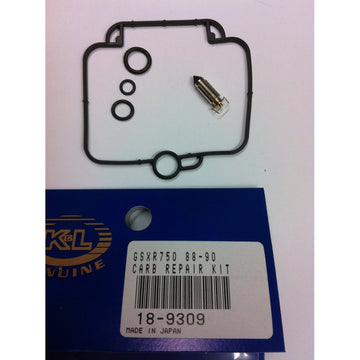 K&L
GENUINE
GSXR750 88-90
CARB REPAIR KIT
18-9309
MADE IN JAPAN